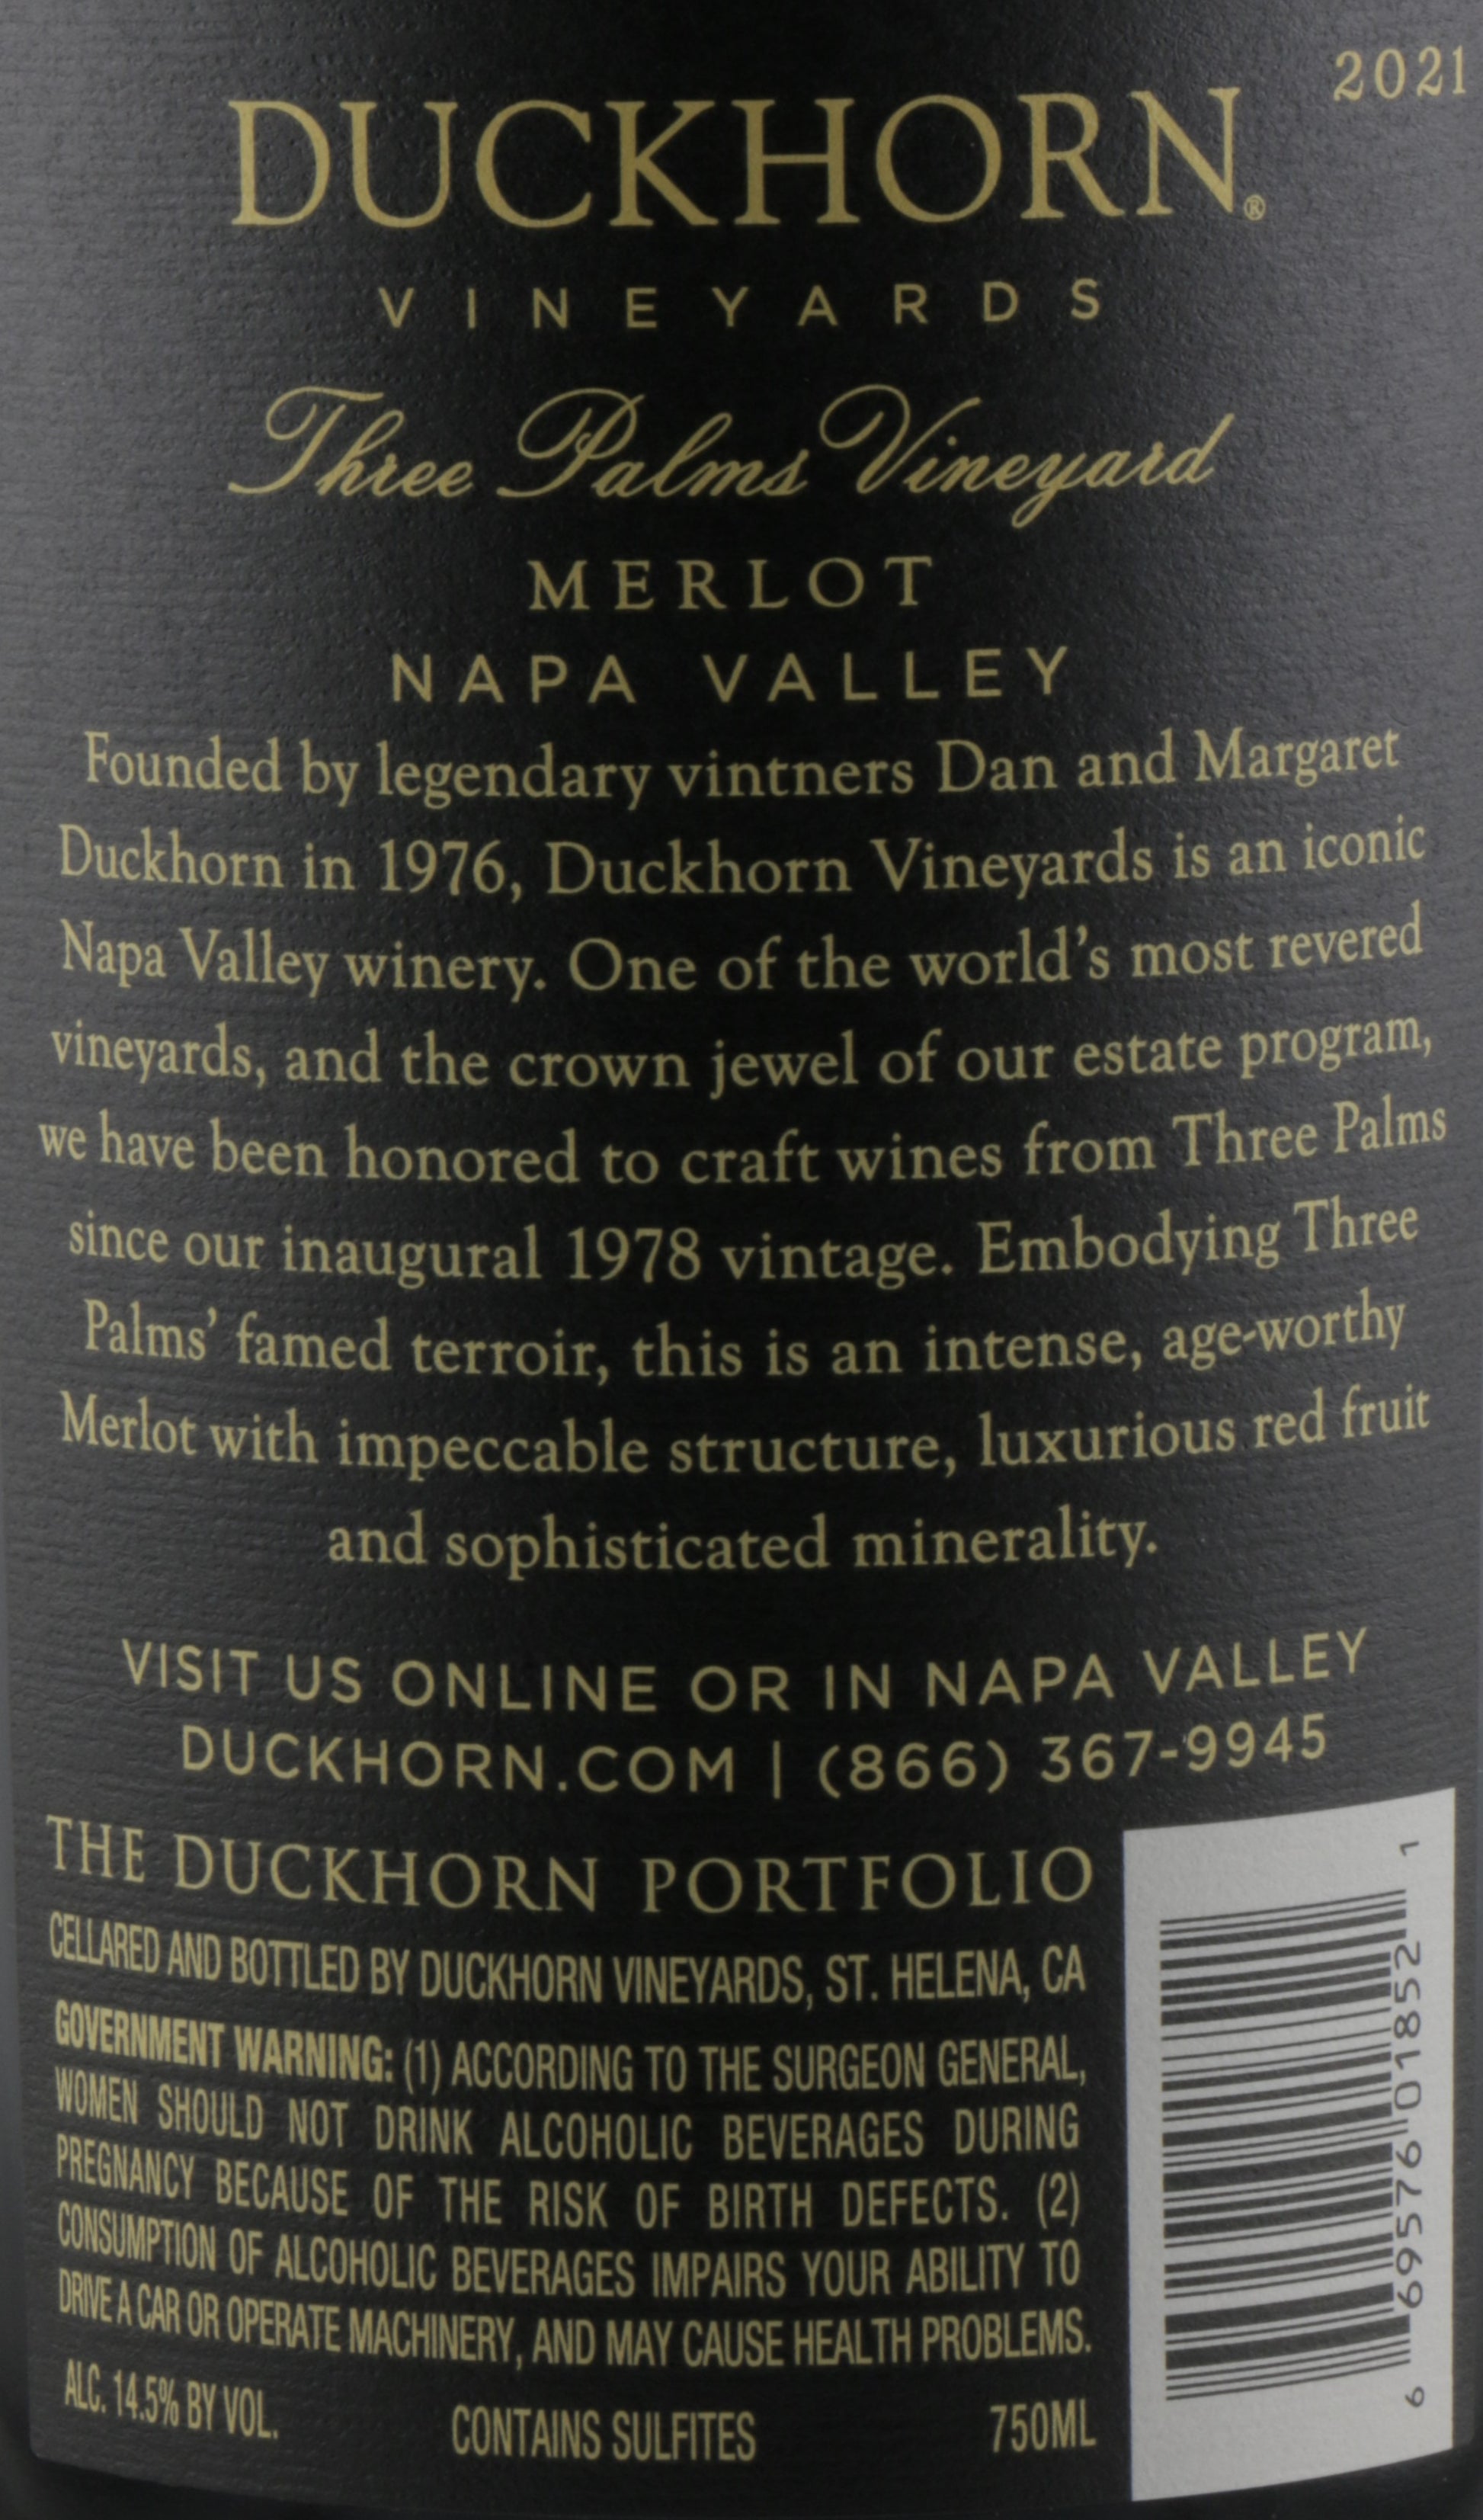 2021
DUCKHORN®
VINEYARDS
Three Palms Vineyard
MERLOT
NAPA VALLEY
Founded by legendary vintners Dan and Margaret
Duckhorn in 1976, Duckhorn Vineyards is an iconic
Napa Valley winery. One of the world's most revered
vineyards, and the crown jewel of our estate program,
we have been honored to craft wines from Three Palms
since our inaugural 1978 vintage. Embodying Three
Palms' famed terroir, this is an intense, age-worthy
Merlot with impeccable structure, luxurious red fruit
and sophisticated minerality.
VISIT US ONLINE OR IN NAPA VALLEY
DUCKHORN.COM | (866) 367-9945
THE DUCKHORN PORTFOLIO
CELLARED AND BOTTLED BY DUCKHORN VINEYARDS, ST. HELENA, CA
GOVERNMENT WARNING: (1) ACCORDING TO THE SURGEON GENERAL,
WOMEN SHOULD NOT DRINK ALCOHOLIC BEVERAGES DURING
PREGNANCY BECAUSE OF THE RISK OF BIRTH DEFECTS. (2)
CONSUMPTION OF ALCOHOLIC BEVERAGES IMPAIRS YOUR ABILITY TO
DRIVE A CAR OR OPERATE MACHINERY, AND MAY CAUSE HEALTH PROBLEMS.
ALC. 14.5% BY VOL. CONTAINS SULFITES 750ML
6 69576 01852 1